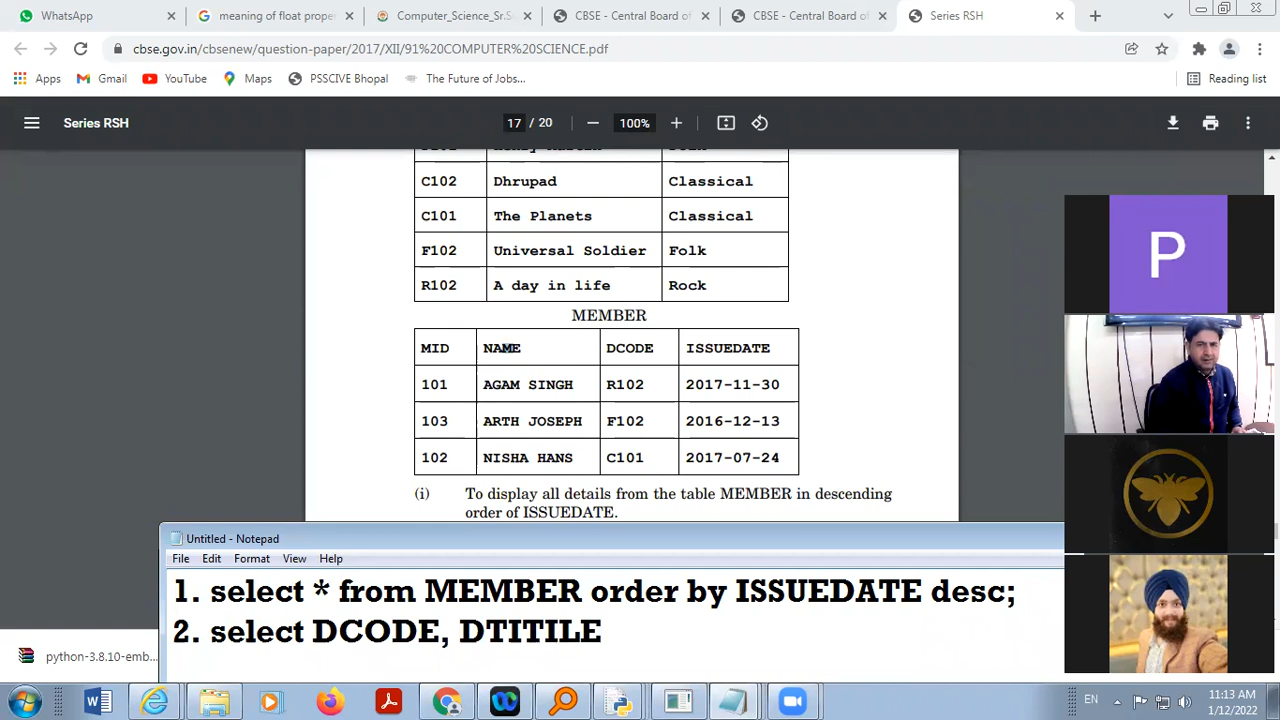 WhatsApp
meaning of float prope
Computer_Science_Sr.S
CBSE - Central Board of
CBSE - Central Board of
Series RSH
cbse.gov.in/cbsenew/question-paper/2017/XII/91%20COMPUTER%20SCIENCE.pdf
Apps Gmail YouTube Maps PSSCIVE Bhopal The Future of Jobs... Reading list
Series RSH 17 / 20 100%
C102 Dhrupad Classical
C101 The Planets Classical
F102 Universal Soldier Folk
R102 A day in life Rock
MEMBER
MID NAME DCODE ISSUEDATE
101 AGAM SINGH R102 2017-11-30
103 ARTH JOSEPH F102 2016-12-13
102 NISHA HANS C101 2017-07-24
(i) To display all details from the table MEMBER in descending
order of ISSUEDATE.
P
Untitled - Notepad
File Edit Format View Help
1. select * from MEMBER order by ISSUEDATE desc;
2. select DCODE, DTITILE
python-3.8.10-emb...
EN
11:13 AM
1/12/2022